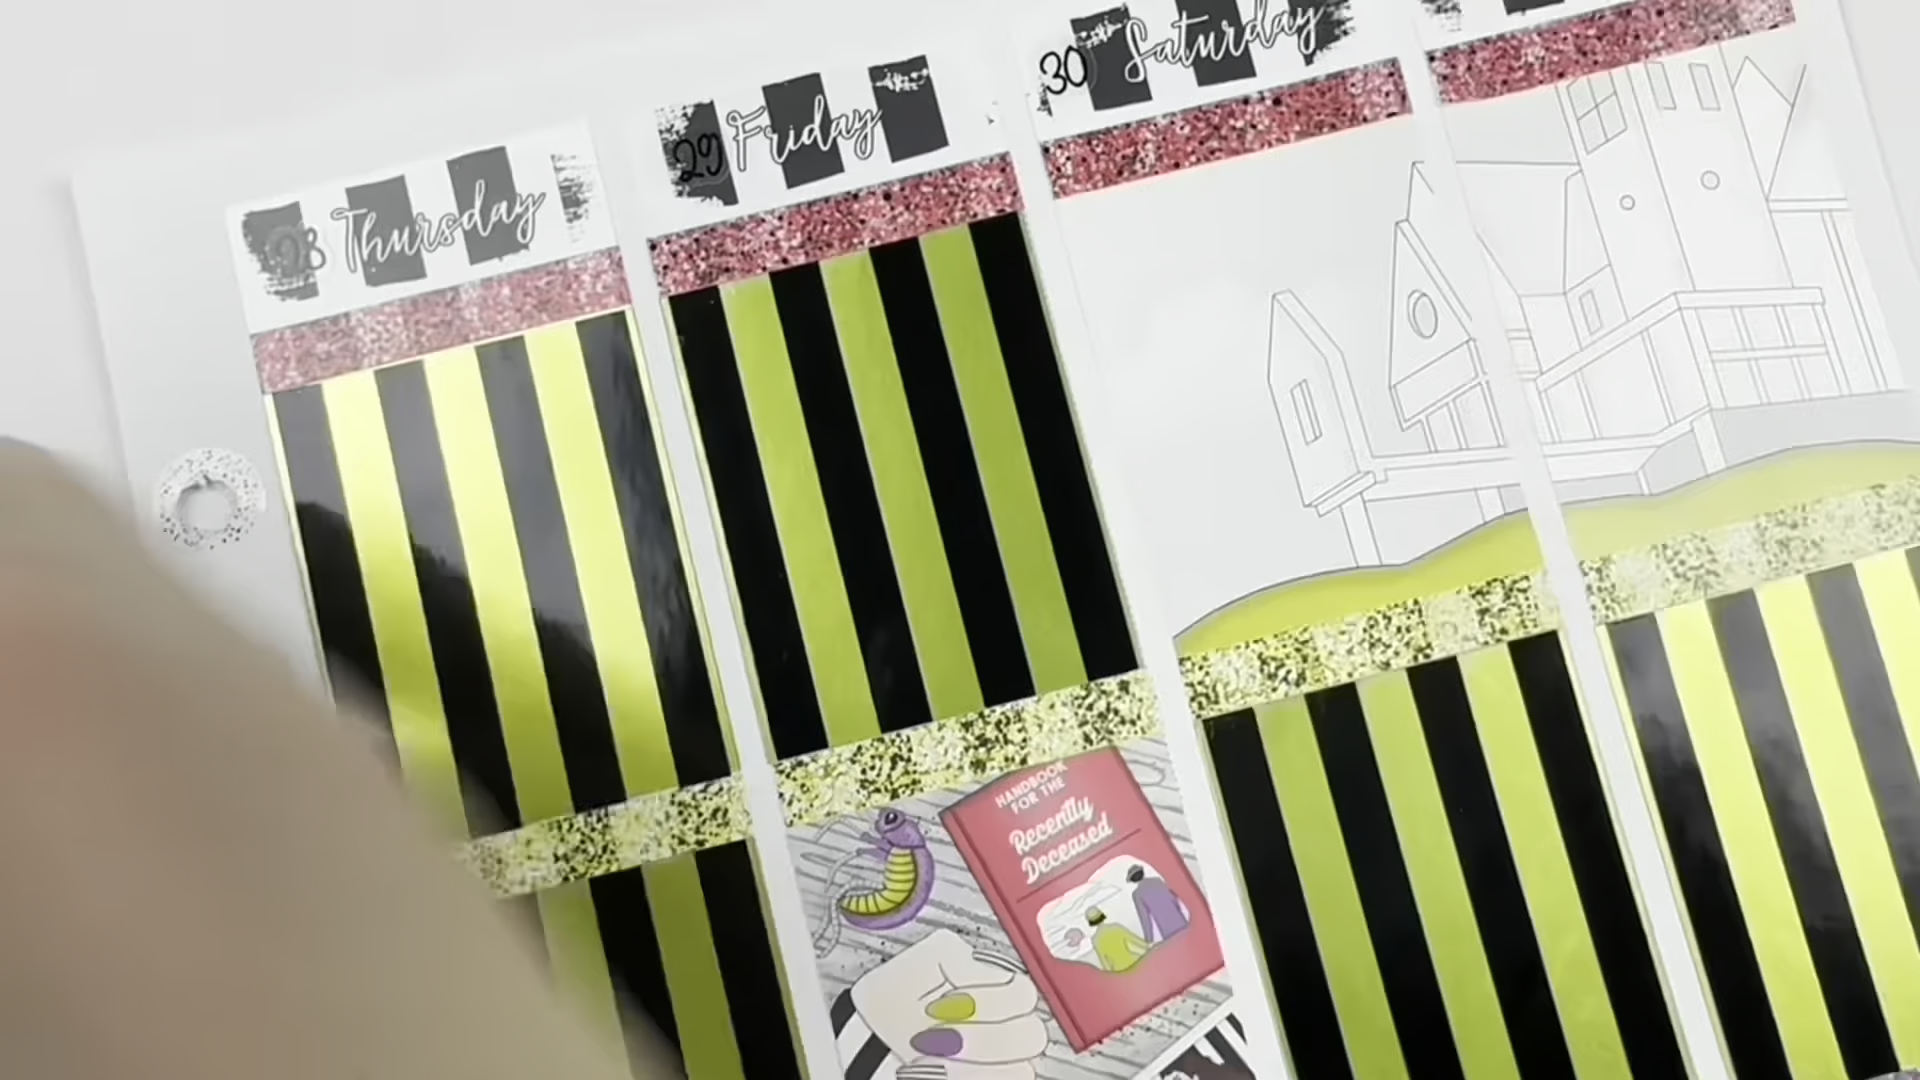 28 Thursday
29 Friday
30 Saturday
HANDBOOK
FOR THE
Recently
Deceased